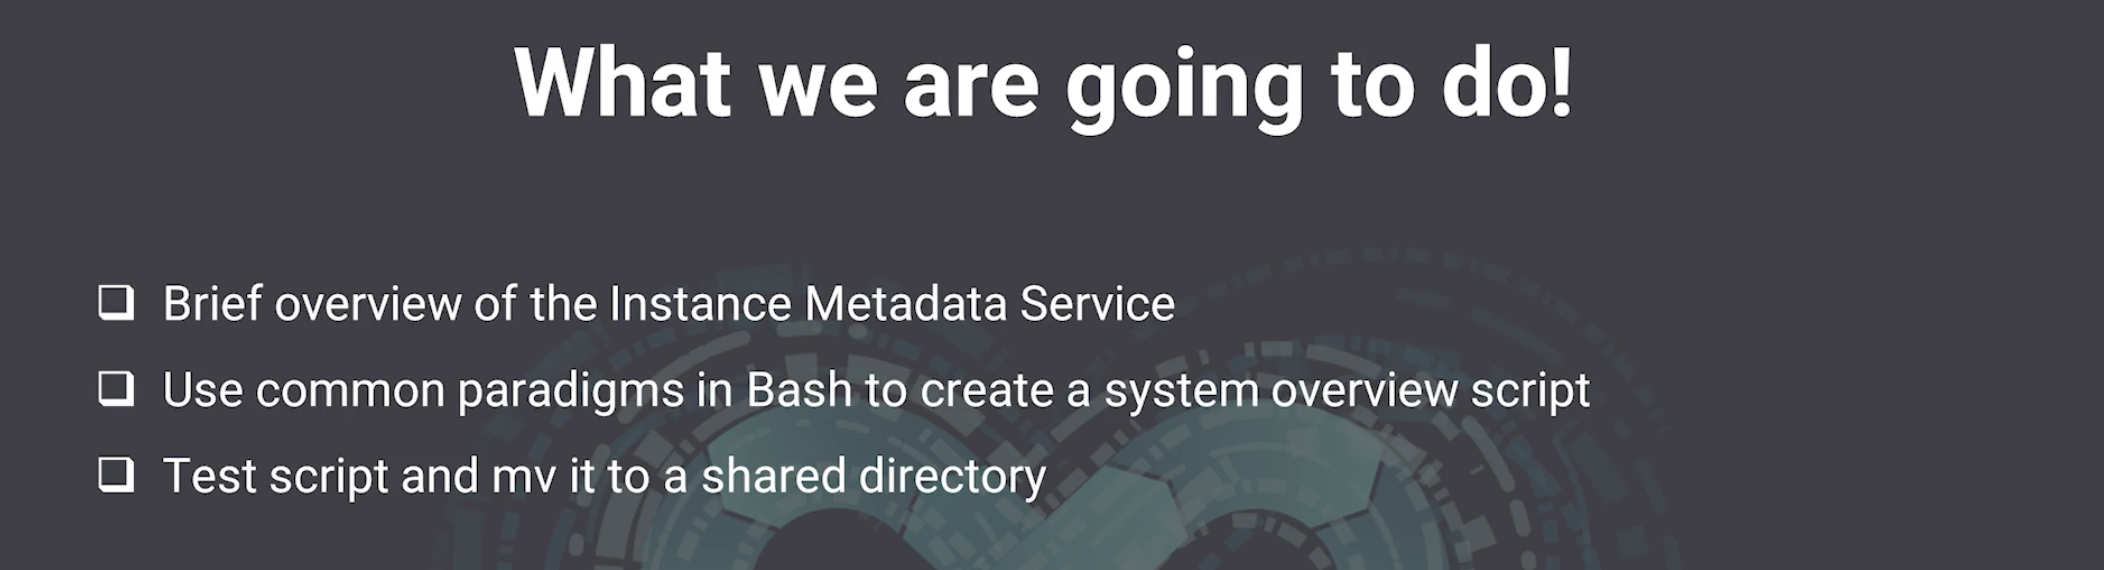 What we are going to do!
Brief overview of the Instance Metadata Service
Use common paradigms in Bash to create a system overview script
Test script and mv it to a shared directory